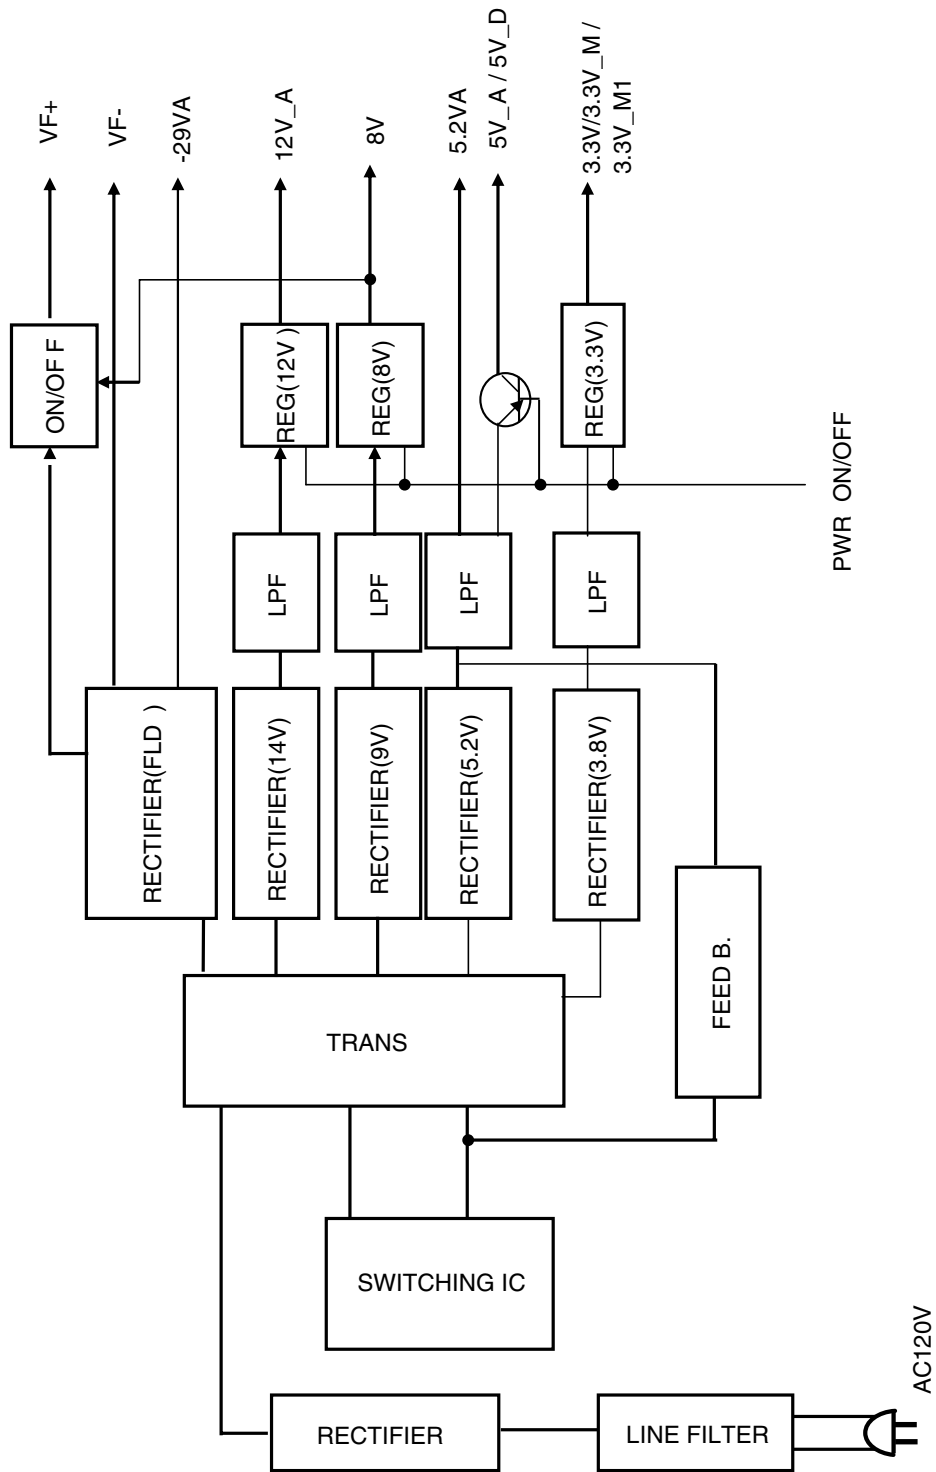 VF+
VF-
-29VA
12V_A
8V
5.2VA
5V_A / 5V_D
3.3V/3.3V_M /
3.3V_M1
ON/OF F
REG(12V )
REG(8V)
REG(3.3V)
PWR ON/OFF
LPF
LPF
LPF
LPF
RECTIFIER(FLD )
RECTIFIER(14V)
RECTIFIER(9V)
RECTIFIER(5.2V)
RECTIFIER(3.8V)
FEED B.
TRANS
SWITCHING IC
RECTIFIER
LINE FILTER
AC120V